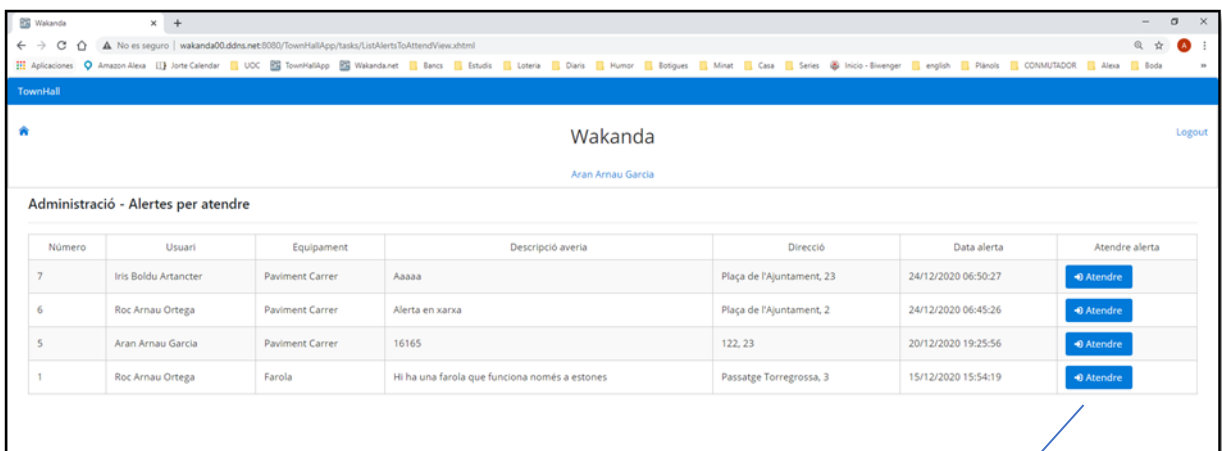 Wakanda
No es seguro | wakanda00.ddns.net:8080/TownHallApp/tasks/ListAlertsToAttendView.xhtml
A
Aplicaciones Amazon Alexa Jorte Calendar UOC TownHallApp Wakanda.net Bancs Estudis Loteria Diaris Humor Botigues Minat Casa Series Inicio - Biwenger english Plànols CONMUTADOR Alexa Boda
TownHall
Wakanda Logout
Aran Arnau Garcia
Administració - Alertes per atendre
Número Usuari Equipament Descripció averia Direcció Data alerta Atendre alerta
7 Iris Boldu Artancter Paviment Carrer Aaaaa Plaça de l'Ajuntament, 23 24/12/2020 06:50:27 Atendre
6 Roc Arnau Ortega Paviment Carrer Alerta en xarxa Plaça de l'Ajuntament, 2 24/12/2020 06:45:26 Atendre
5 Aran Arnau Garcia Paviment Carrer 16165 122, 23 20/12/2020 19:25:56 Atendre
1 Roc Arnau Ortega Farola Hi ha una farola que funciona només a estones Passatge Torregrossa, 3 15/12/2020 15:54:19 Atendre